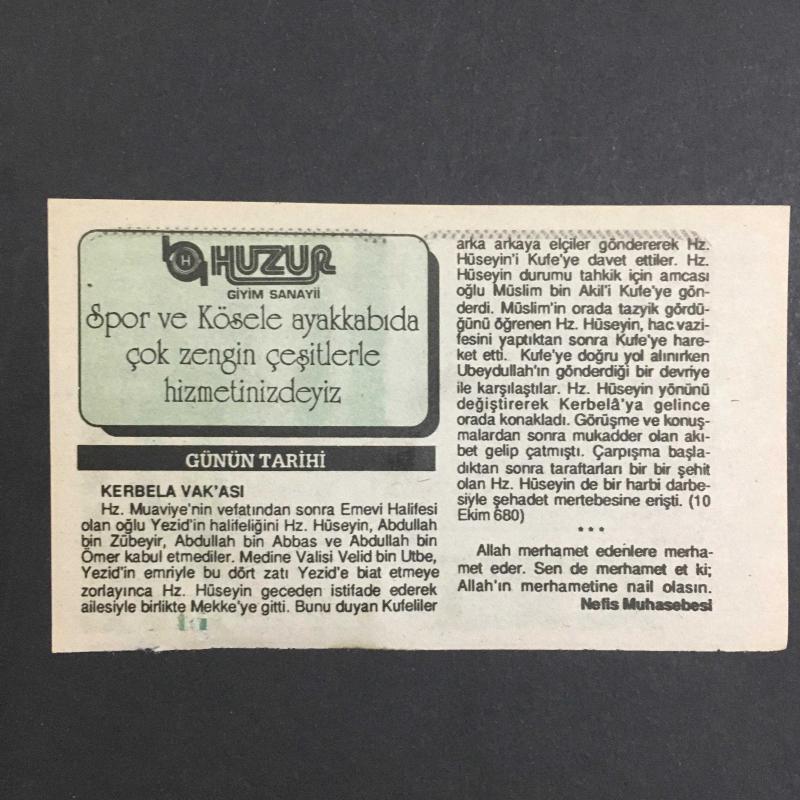 HUZUR
GİYİM SANAYİİ
Spor ve Kösele ayakkabıda
çok zengin çeşitlerle
hizmetinizdeyiz
GÜNÜN TARİHİ
KERBELA VAK'ASI
Hz. Muaviye'nin vefatından sonra Emevi Halifesi
olan oğlu Yezid'in halifeliğini Hz. Hüseyin, Abdullah
bin Zübeyir, Abdullah bin Abbas ve Abdullah bin
Ömer kabul etmediler. Medine Valisi Velid bin Utbe,
Yezid'in emriyle bu dört zatı Yezid'e biat etmeye
zorlayınca Hz. Hüseyin geceden istifade ederek
ailesiyle birlikte Mekke'ye gitti. Bunu duyan Kufeliler
arka arkaya elçiler göndererek Hz.
Hüseyin'i Kufe'ye davet ettiler. Hz.
Hüseyin durumu tahkik için amcası
oğlu Müslim bin Akil'i Kufe'ye gön-
derdi. Müslim'in orada tazyik gördü-
ğünü öğrenen Hz. Hüseyin, hac vazi-
fesini yaptıktan sonra Kufe'ye hare-
ket etti. Kufe'ye doğru yol alınırken
Ubeydullah'ın gönderdiği bir devriye
ile karşılaştılar. Hz. Hüseyin yönünü
değiştirerek Kerbelâ'ya gelince
orada konakladı. Görüşme ve konuş-
malardan sonra mukadder olan akı-
bet gelip çatmıştı. Çarpışma başla-
dıktan sonra taraftarları bir bir şehit
olan Hz. Hüseyin de bir harbi darbe-
siyle şehadet mertebesine erişti. (10
Ekim 680)
* * *
Allah merhamet edenlere merha-
met eder. Sen de merhamet et ki;
Allah'ın merhametine nail olasın.
Nefis Muhasebesi